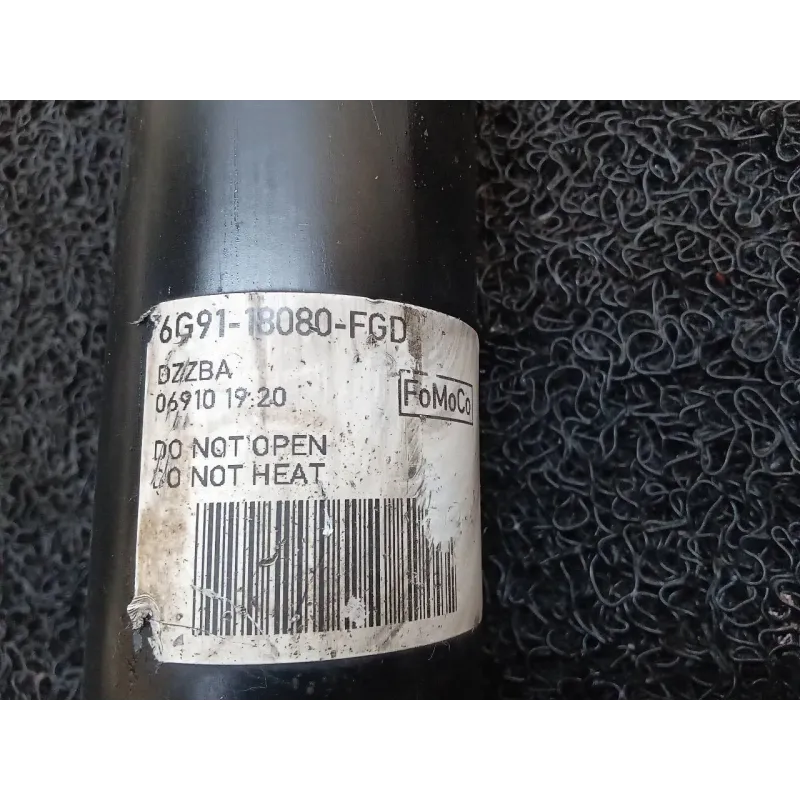 6G91-18080-FGD
DZZBA
06910 19:20
FoMoCo
DO NOT OPEN
DO NOT HEAT